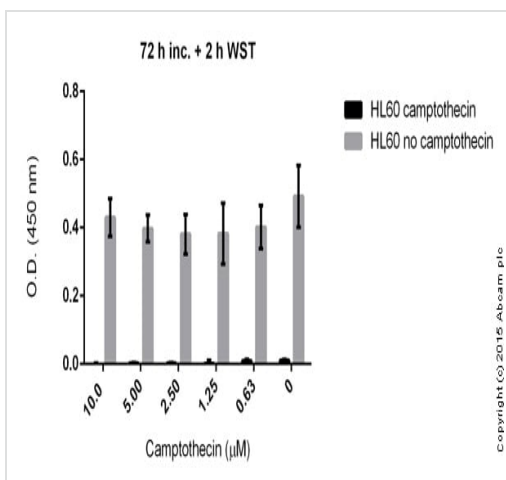 72 h inc. + 2 h WST
0.8
0.6
0.4
0.2
0.0
O.D. (450 nm)
10.0
5.00
2.50
1.25
0.63
0
Camptothecin (µM)
HL60 camptothecin
HL60 no camptothecin
Copyright (c) 2015 Abcam plc